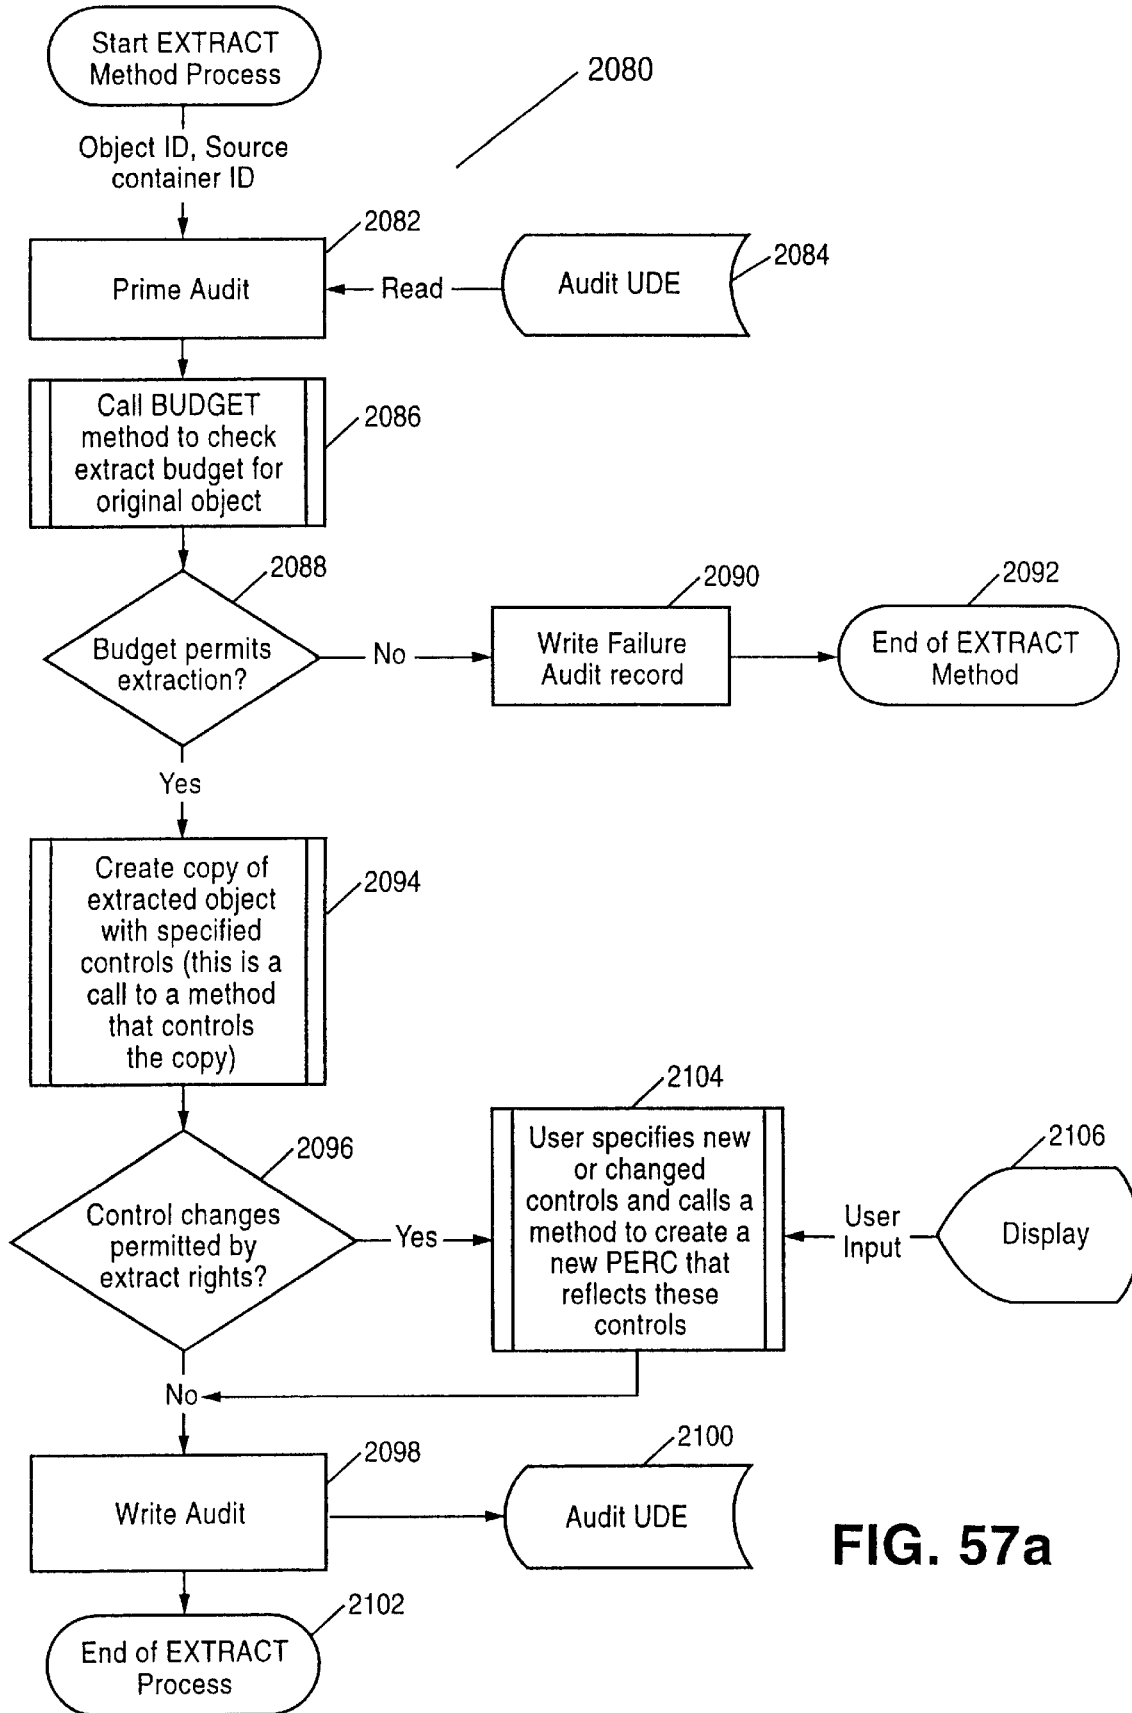 Start EXTRACT
Method Process
2080
Object ID, Source
container ID
2082
Prime Audit
Read
Audit UDE
2084
Call BUDGET
method to check
extract budget for
original object
2086
2088
Budget permits
extraction?
No
2090
Write Failure
Audit record
2092
End of EXTRACT
Method
Yes
Create copy of
extracted object
with specified
controls (this is a
call to a method
that controls
the copy)
2094
2096
Control changes
permitted by
extract rights?
Yes
2104
User specifies new
or changed
controls and calls a
method to create a
new PERC that
reflects these
controls
User
Input
2106
Display
No
2098
Write Audit
2100
Audit UDE
FIG. 57a
2102
End of EXTRACT
Process